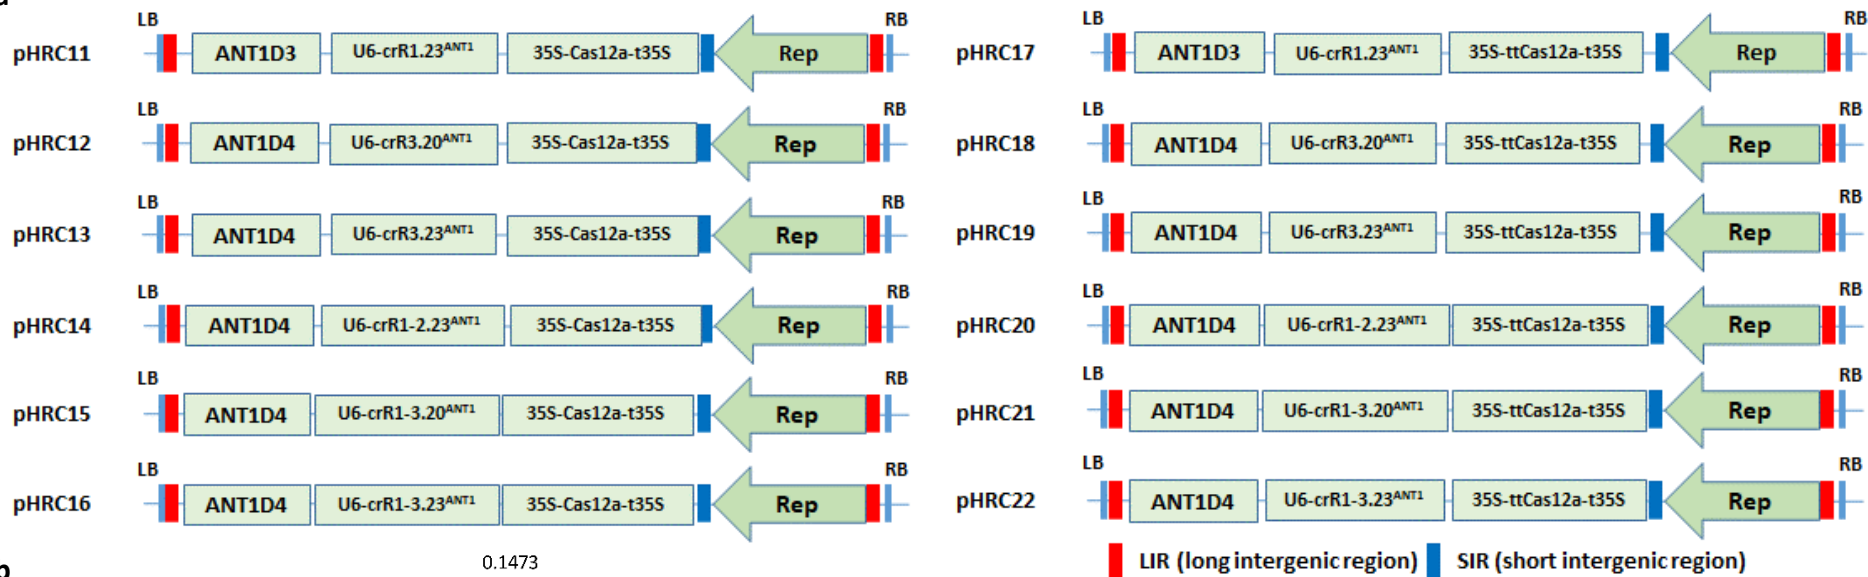 LB RB
pHRC11 ANT1D3 U6-crR1.23ANT1 35S-Cas12a-t35S Rep
LB RB
pHRC12 ANT1D4 U6-crR3.20ANT1 35S-Cas12a-t35S Rep
LB RB
pHRC13 ANT1D4 U6-crR3.23ANT1 35S-Cas12a-t35S Rep
LB RB
pHRC14 ANT1D4 U6-crR1-2.23ANT1 35S-Cas12a-t35S Rep
LB RB
pHRC15 ANT1D4 U6-crR1-3.20ANT1 35S-Cas12a-t35S Rep
LB RB
pHRC16 ANT1D4 U6-crR1-3.23ANT1 35S-Cas12a-t35S Rep
LB RB
pHRC17 ANT1D3 U6-crR1.23ANT1 35S-ttCas12a-t35S Rep
LB RB
pHRC18 ANT1D4 U6-crR3.20ANT1 35S-ttCas12a-t35S Rep
LB RB
pHRC19 ANT1D4 U6-crR3.23ANT1 35S-ttCas12a-t35S Rep
LB RB
pHRC20 ANT1D4 U6-crR1-2.23ANT1 35S-ttCas12a-t35S Rep
LB RB
pHRC21 ANT1D4 U6-crR1-3.20ANT1 35S-ttCas12a-t35S Rep
LB RB
pHRC22 ANT1D4 U6-crR1-3.23ANT1 35S-ttCas12a-t35S Rep
LIR (long intergenic region) SIR (short intergenic region)
0.1473